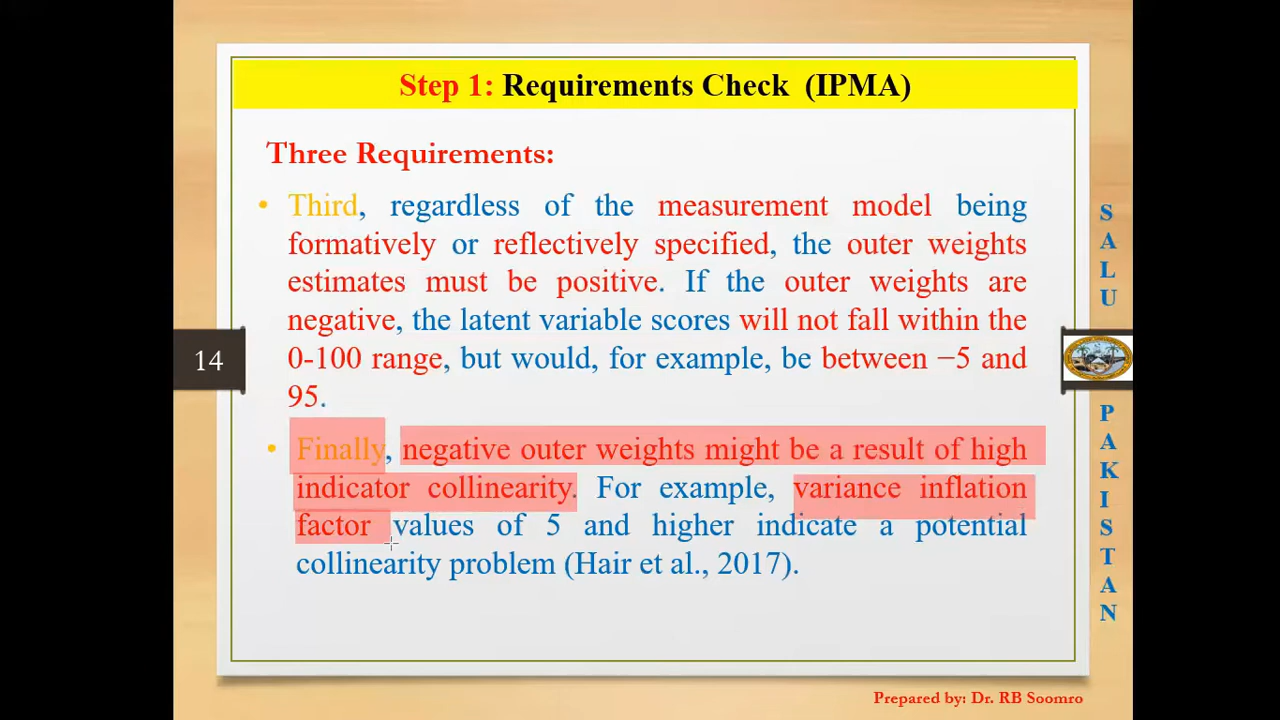 Step 1: Requirements Check (IPMA)
Three Requirements:
• Third, regardless of the measurement model being
formatively or reflectively specified, the outer weights
estimates must be positive. If the outer weights are
negative, the latent variable scores will not fall within the
0-100 range, but would, for example, be between −5 and
95.
• Finally, negative outer weights might be a result of high
indicator collinearity. For example, variance inflation
factor values of 5 and higher indicate a potential
collinearity problem (Hair et al., 2017).
14
SALU
PAKISTAN
Prepared by: Dr. RB Soomro